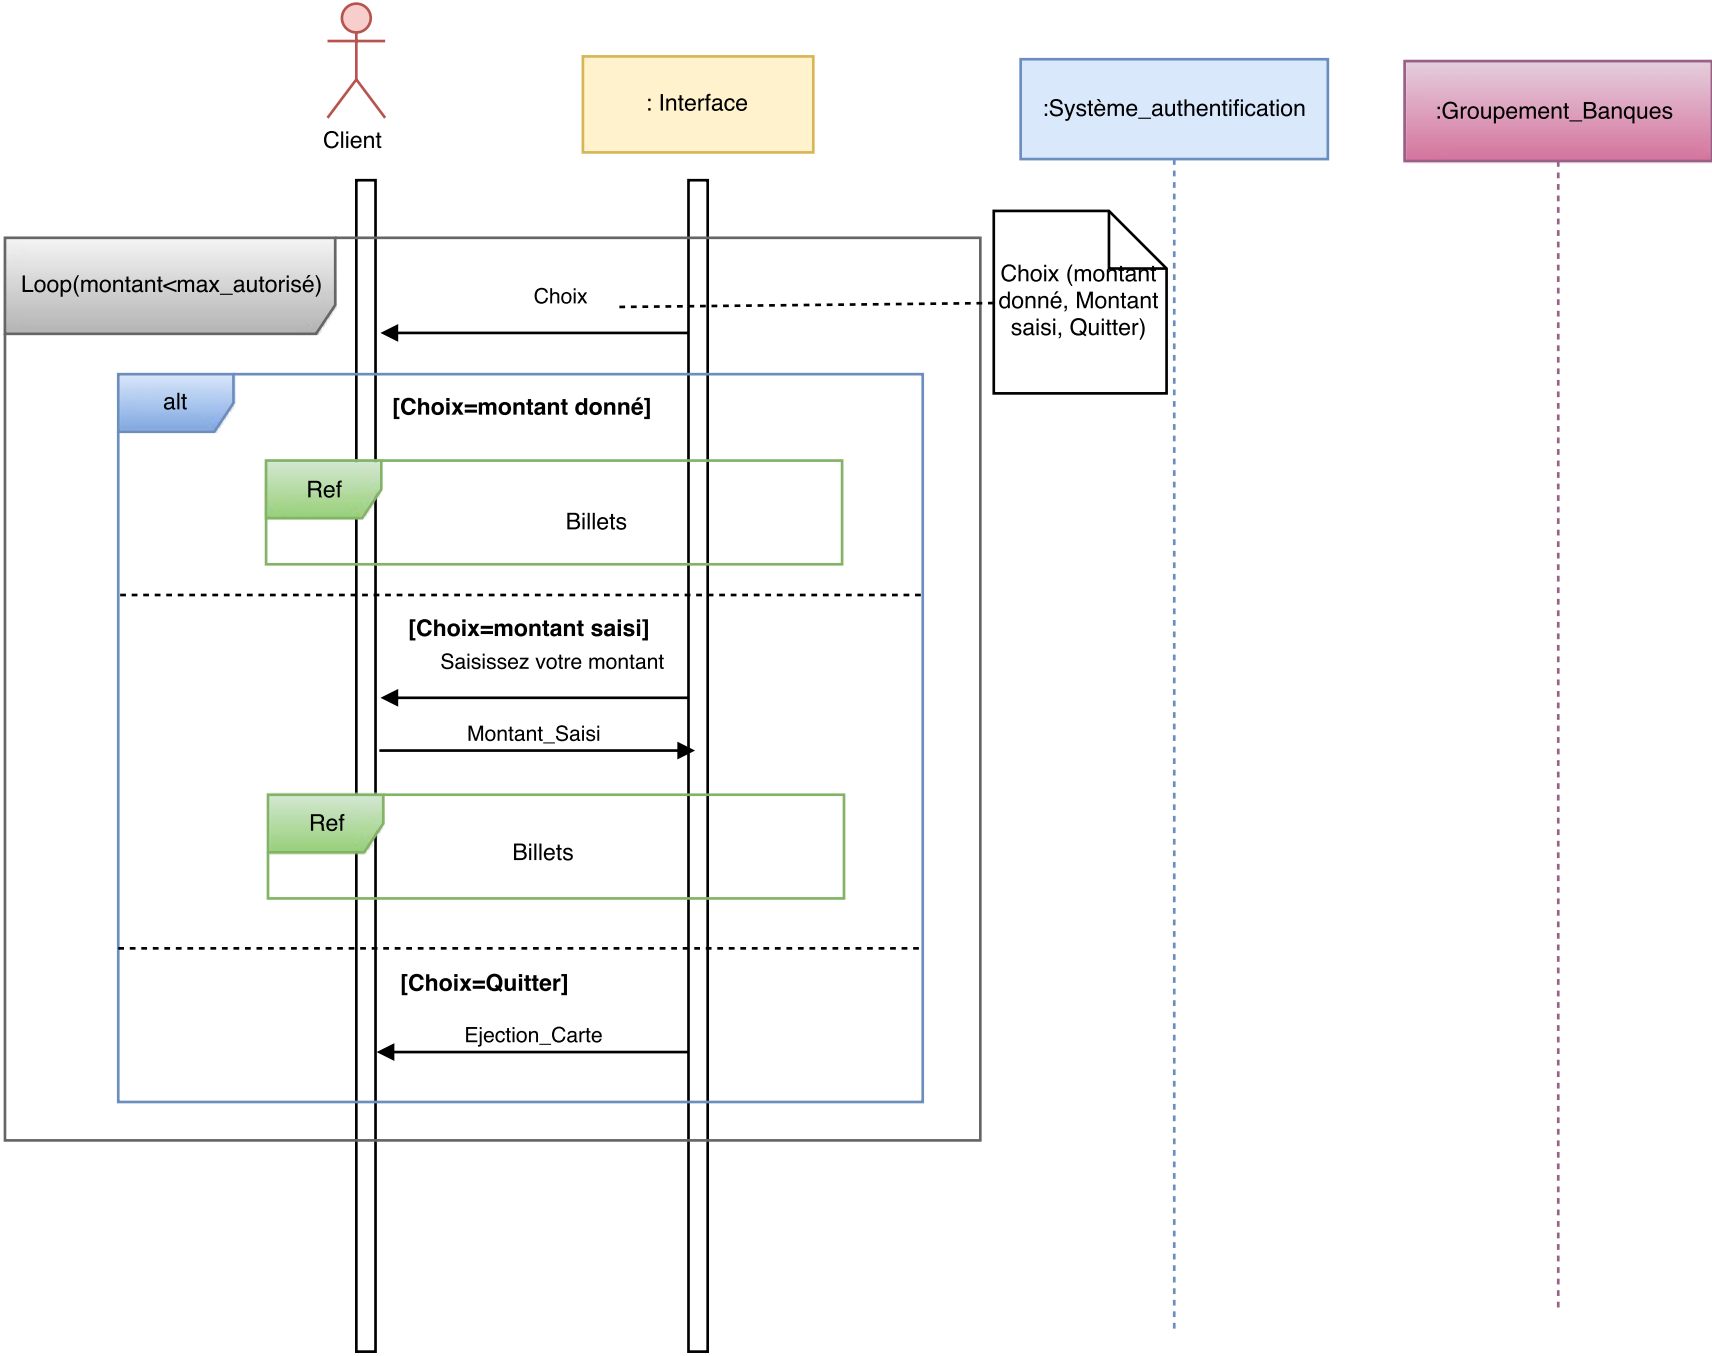 Client
: Interface
:Système_authentification
:Groupement_Banques
Loop(montant<max_autorisé)
Choix
Choix (montant
donné, Montant
saisi, Quitter)
alt
[Choix=montant donné]
Ref
Billets
[Choix=montant saisi]
Saisissez votre montant
Montant_Saisi
Ref
Billets
[Choix=Quitter]
Ejection_Carte